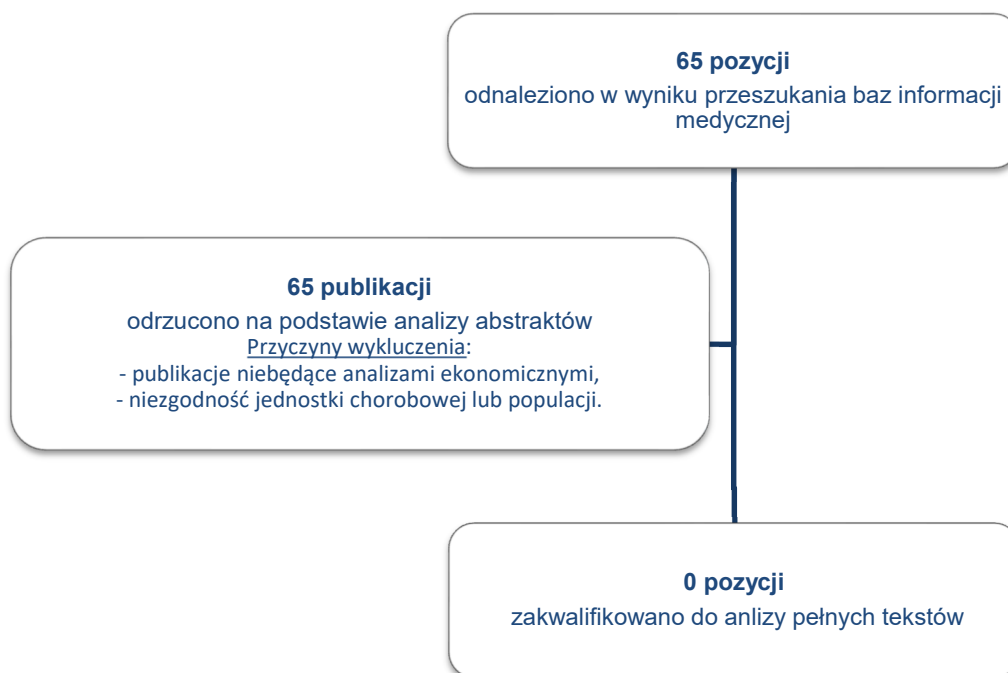 65 pozycji
odnaleziono w wyniku przeszukania baz informacji
medycznej
65 publikacji
odrzucono na podstawie analizy abstraktów
Przyczyny wykluczenia:
- publikacje niebędące analizami ekonomicznymi,
- niezgodność jednostki chorobowej lub populacji.
0 pozycji
zakwalifikowano do anlizy pełnych tekstów